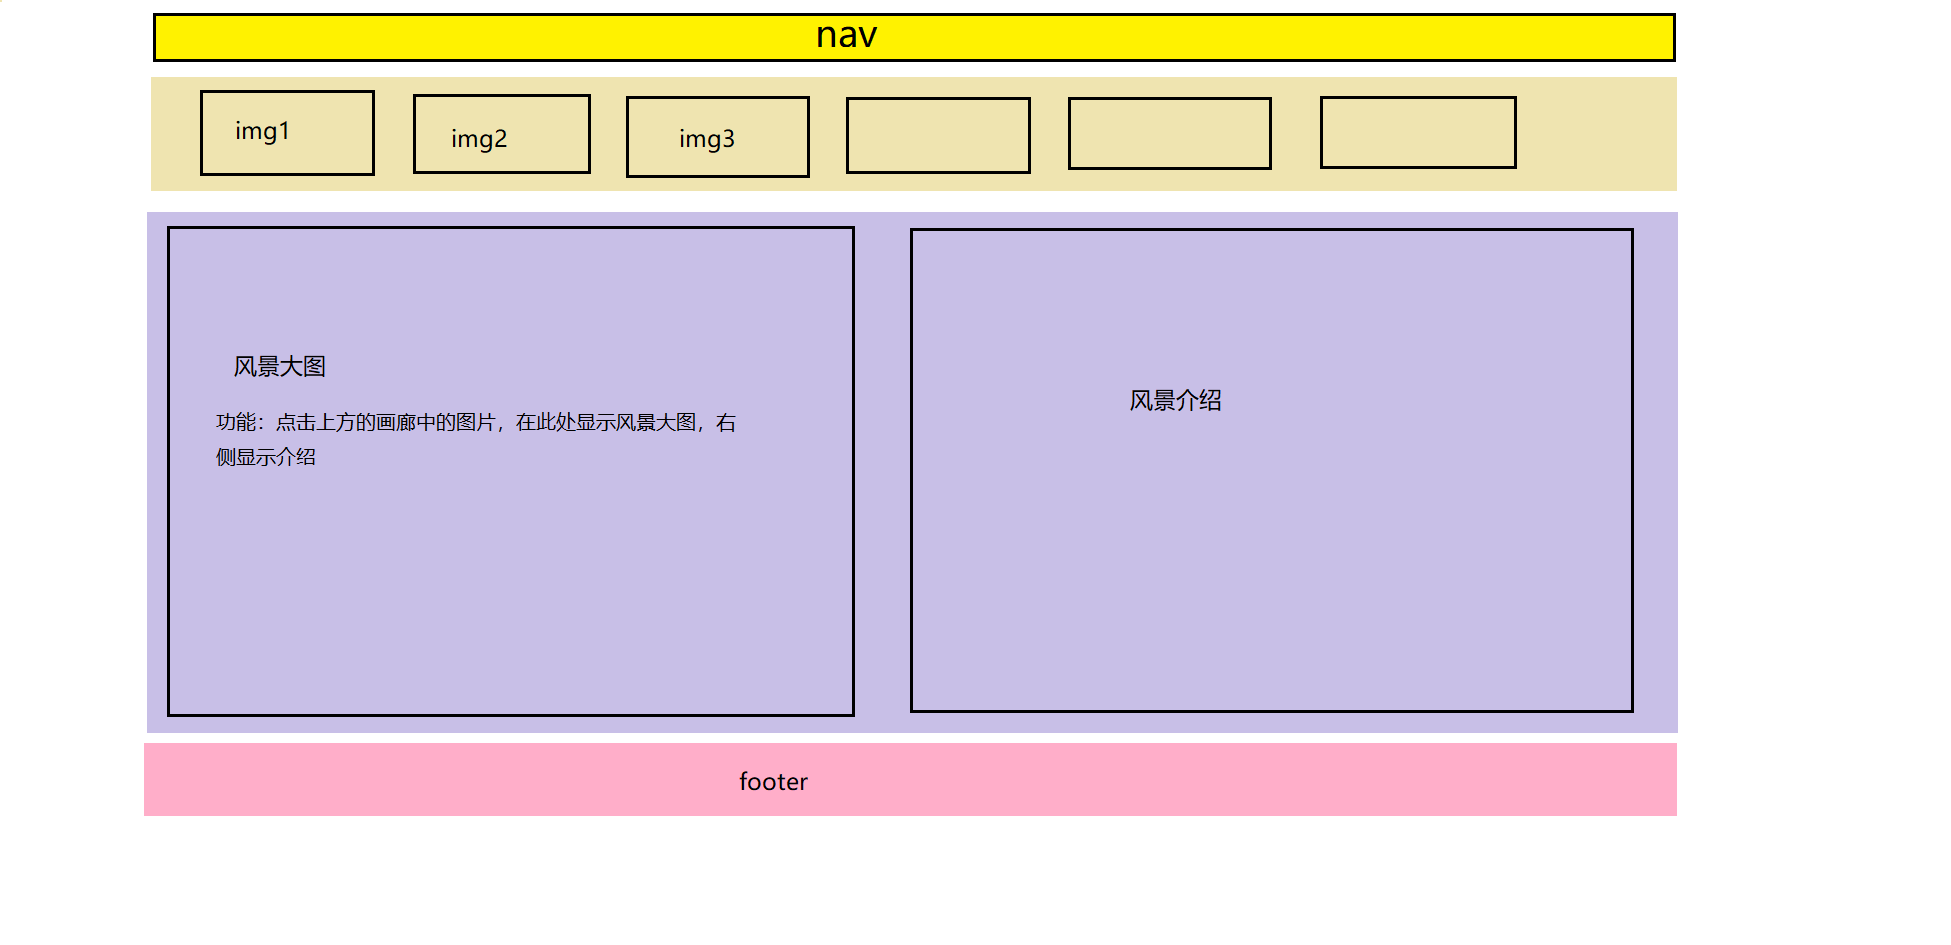 nav
img1
img2
img3
风景大图
功能：点击上方的画廊中的图片，在此处显示风景大图，右
侧显示介绍
风景介绍
footer